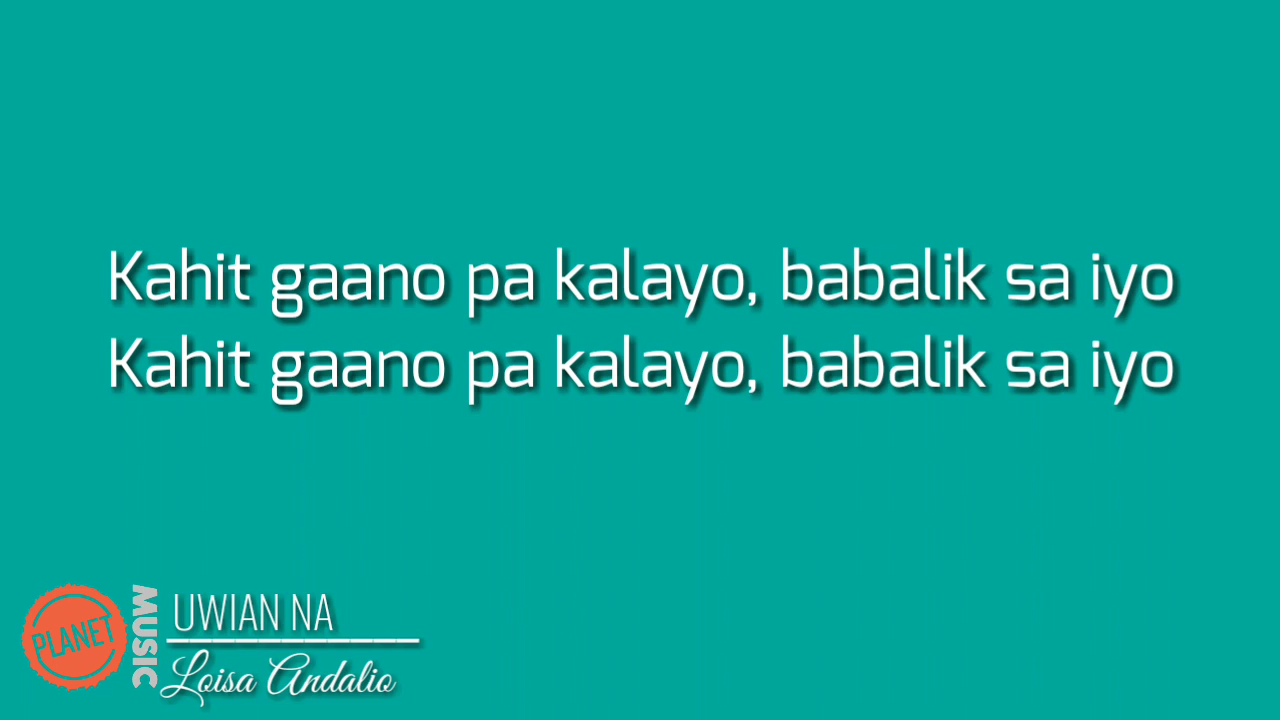 Kahit gaano pa kalayo, babalik sa iyo
Kahit gaano pa kalayo, babalik sa iyo
PLANET
MUSIC
UWIAN NA
Loisa Andalio